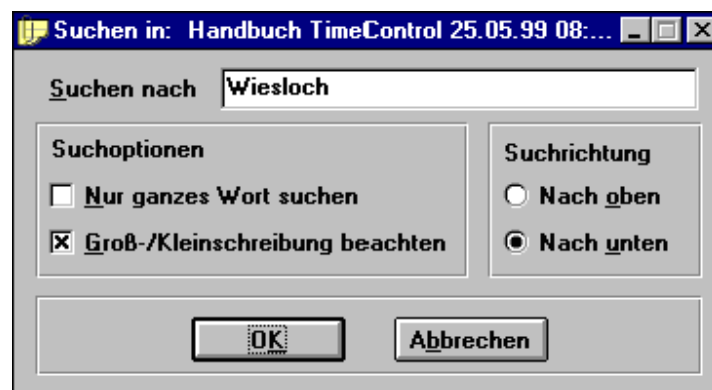 Suchen in: Handbuch TimeControl 25.05.99 08:...
Suchen nach Wiesloch
Suchoptionen
Nur ganzes Wort suchen
Groß-/Kleinschreibung beachten
Suchrichtung
Nach oben
Nach unten
OK
Abbrechen